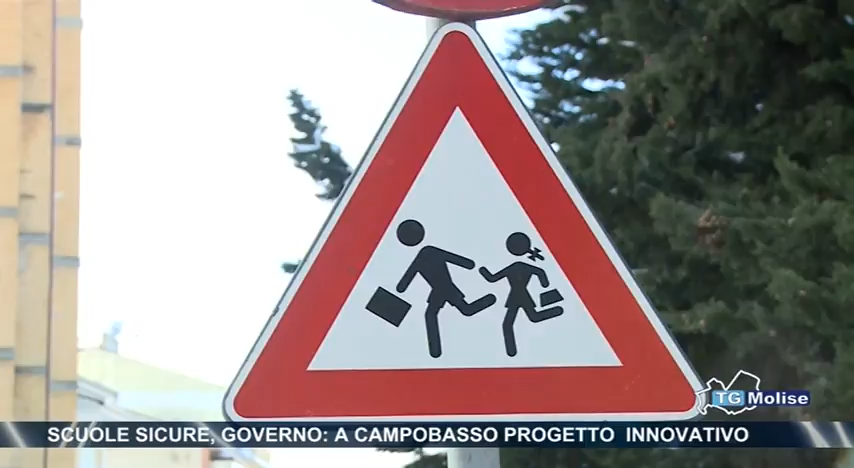 TG Molise
SCUOLE SICURE, GOVERNO: A CAMPOBASSO PROGETTO INNOVATIVO